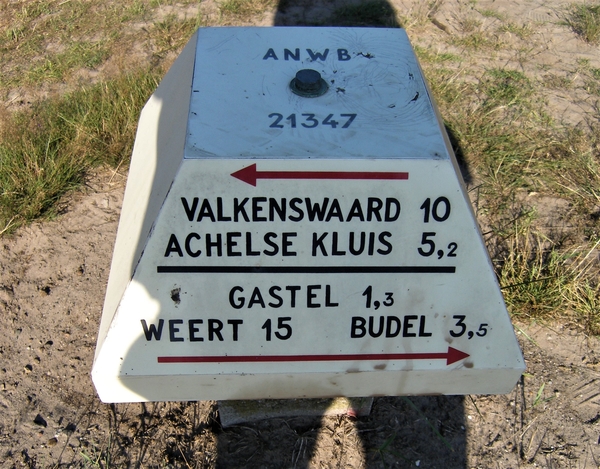 ANWB
21347
VALKENSWAARD 10
ACHELSE KLUIS 5,2
GASTEL 1,3
WEERT 15 BUDEL 3,5